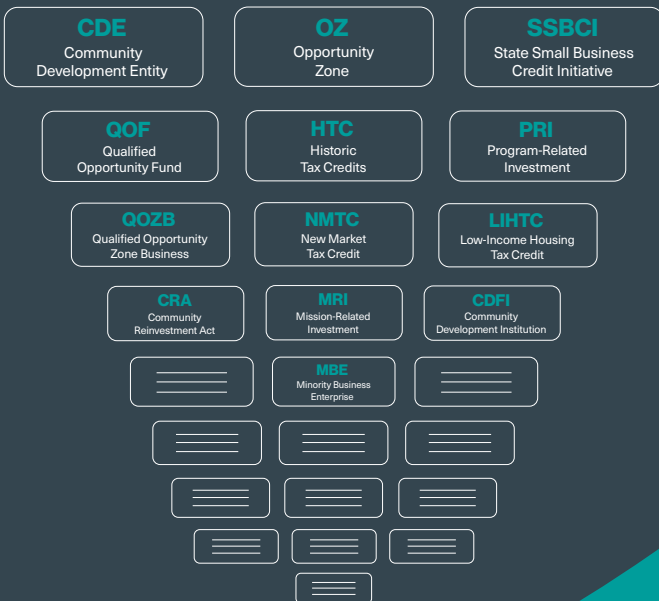 CDE
Community
Development Entity
OZ
Opportunity
Zone
SSBCI
State Small Business
Credit Initiative
QOF
Qualified
Opportunity Fund
HTC
Historic
Tax Credits
PRI
Program-Related
Investment
QOZB
Qualified Opportunity
Zone Business
NMTC
New Market
Tax Credit
LIHTC
Low-Income Housing
Tax Credit
CRA
Community
Reinvestment Act
MRI
Mission-Related
Investment
CDFI
Community
Development Institution
MBE
Minority Business
Enterprise